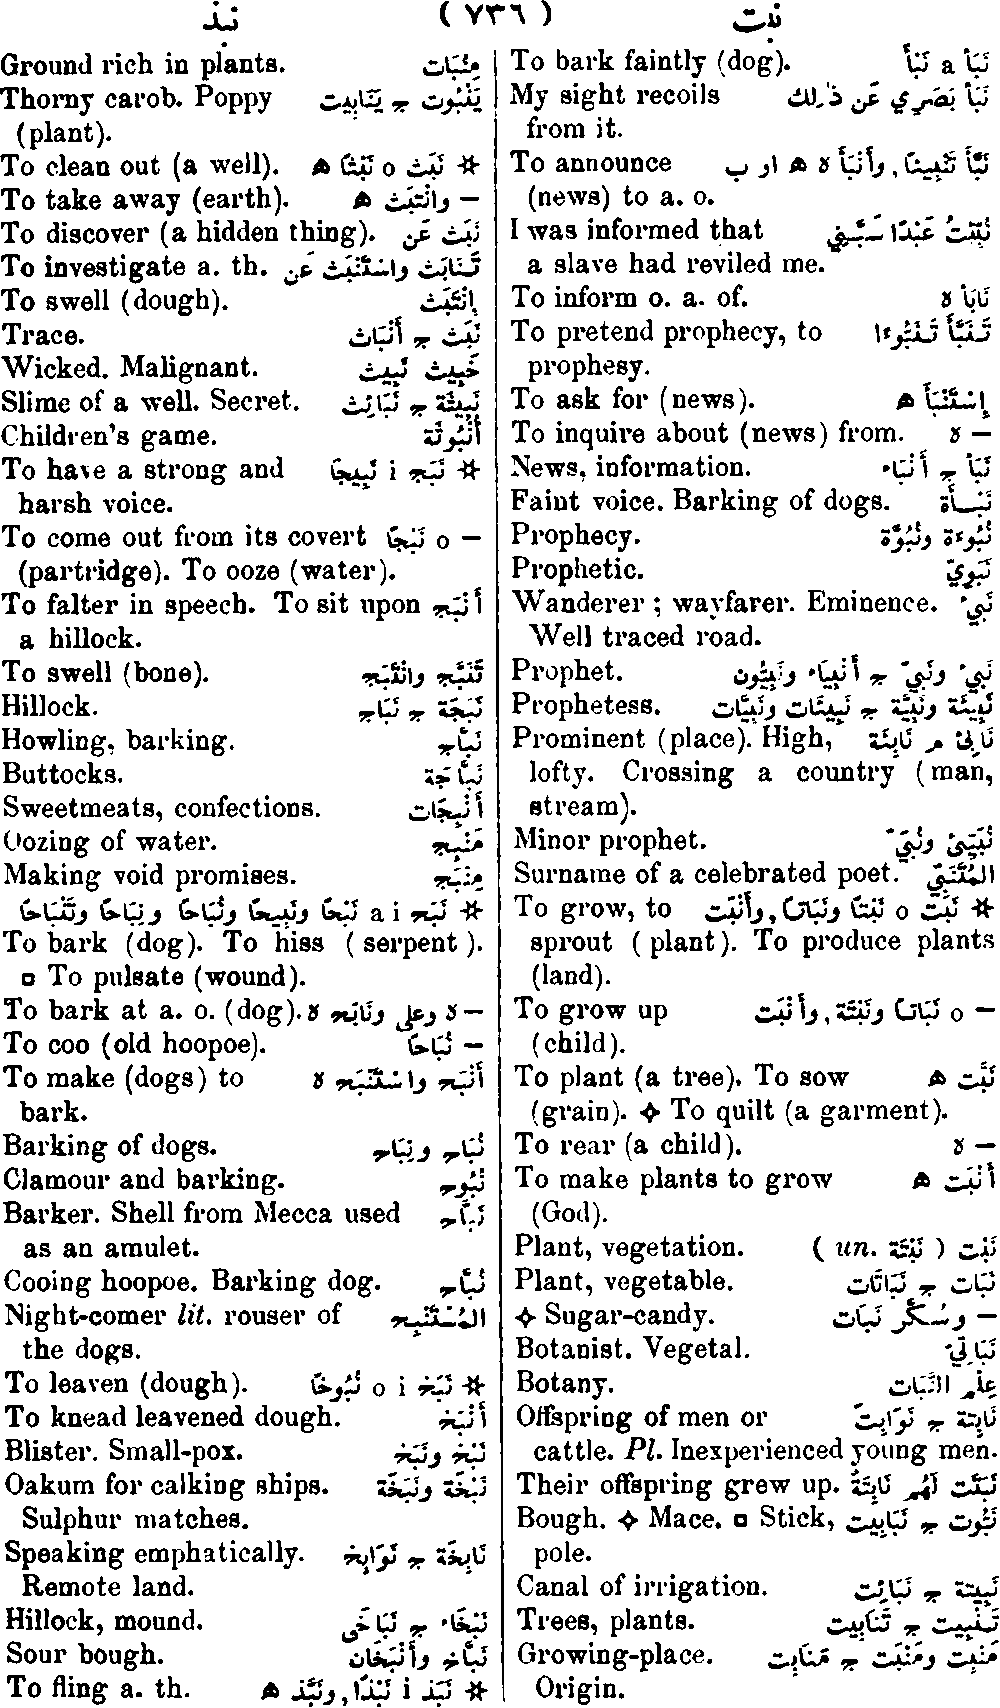 نبذ ( ٧٣٦ ) نبت
To bark faintly (dog). نَبَأَ a نَبْأً
My sight recoils نَبَأَ بَصَرِي عَن ذٰلِك
from it.
To announce نَبَّأَ تَنْبِيئًا, وأَنْبَأَ ه ه او ب
(news) to a. o.
I was informed that نُبِّئْتُ عَبْدًا سَبَّـنِي
a slave had reviled me.
To inform o. a. of. نَابَأَ ه
To pretend prophecy, to تَـنَـبَّأَ تَـنَـبُّوءًا
prophesy.
To ask for (news). إِسْتَنْبَأَ ه
To inquire about (news) from. — ه
News, information. نَبَأ ج أَنْبَاء
Faint voice. Barking of dogs. نَبْـأَة
Prophecy. نُبُوءَة ونُبُوَّة
Prophetic. نَبَوِيّ
Wanderer ; wayfarer. Eminence. نَبِيء
Well traced road.
Prophet. نَبِيء ونَبِيّ ج أَنْبِيَاء ونَبِيُّون
Prophetess. نَبِيئَة ونَبِيَّة ج نَبِيئَات ونَبِيَّات
Prominent (place). High, نَابِئ م نَابِئَة
lofty. Crossing a country (man,
stream).
Minor prophet. نُبَيِّئ ونُبَيّ
Surname of a celebrated poet. المُتَنَبِّي
To grow, to ✲ نَبَت o نَبْتًا ونَبَاتًا, وأَنْبَت
sprout ( plant ). To produce plants
(land).
To grow up — o نَبَاتًا ونَبْتَة, وأَنْبَت
(child).
To plant (a tree). To sow نَبَّت ه
(grain). ✧ To quilt (a garment).
To rear (a child). — ه
To make plants to grow أَنْبَت ه
(God).
Plant, vegetation. نَبْت ( un. نَبْتَة )
Plant, vegetable. نَبَات ج نَبَاتَات
✧ Sugar-candy. — وسُكَّر نَبَات
Botanist. Vegetal. نَبَاتِيّ
Botany. عِلْم النَّبَات
Offspring of men or نَابِتَة ج نَوَابِت
cattle. Pl. Inexperienced young men.
Their offspring grew up. نَبَتَت لَهُم نَابِتَةٌ
Bough. ✧ Mace. ▫ Stick, نَبُّوت ج نَبَابِيت
pole.
Canal of irrigation. نَبِيتَة ج نَبَائِت
Trees, plants. تَـنْبِيت ج تَنَابِيت
Growing-place. مَنْبِت ومَنْبَت ج مَنَابِت
Origin.
Ground rich in plants. مِنْبَات
Thorny carob. Poppy يَنْبُوت ج يَنَابِيت
(plant).
To clean out (a well). ✲ نَبَث o نَبْثًا ه
To take away (earth). — وانْتَبَث ه
To discover (a hidden thing). نَبَث عَن
To investigate a. th. تَـنَابَث واسْتَنْبَث عَن
To swell (dough). إِنْتَبَث
Trace. نَبَث ج أَنْبَاث
Wicked. Malignant. خَبِيث نَبِيث
Slime of a well. Secret. نَبِيثَة ج نَبَائِث
Children's game. أُنْبُوثَة
To have a strong and ✲ نَبَج i نَبِيجًا
harsh voice.
To come out from its covert — o نَبْجًا
(partridge). To ooze (water).
To falter in speech. To sit upon أَنْبَج
a hillock.
To swell (bone). تَنَبَّج وانْتَبَج
Hillock. نَبَجَة ج نِبَاج
Howling, barking. نَبَّاج
Buttocks. نَبَّاجَة
Sweetmeats, confections. أَنْبِجَات
Oozing of water. مَنْبِج
Making void promises. مِنْبَج
✲ نَبَح a i نَبْحًا ونَبِيحًا ونُبَاحًا ونِبَاحًا وتَنْبَاحًا
To bark (dog). To hiss ( serpent ).
▫ To pulsate (wound).
To bark at a. o. (dog). — ه وعلى ونَابَح ه
To coo (old hoopoe). — نُبَاحًا
To make (dogs) to أَنْبَح واسْتَنْبَح ه
bark.
Barking of dogs. نُبَاح ونِبَاح
Clamour and barking. نُبُوح
Barker. Shell from Mecca used نَبَّاح
as an amulet.
Cooing hoopoe. Barking dog. نُبَّاح
Night-comer lit. rouser of المُسْتَنْبِح
the dogs.
To leaven (dough). ✲ نَبَخ o i نُبُوخًا
To knead leavened dough. أَنْبَخ
Blister. Small-pox. نَبْخ ونَبَخ
Oakum for calking ships. نَبْخَة ونَبَخَة
Sulphur matches.
Speaking emphatically. نَابِخَة ج نَوَابِخ
Remote land.
Hillock, mound. نَبْخَاء ج نَبَاخَى
Sour bough. نَبَّاخ وأَنْبَخَان
To fling a. th. ✲ نَبَذ i نَبْذًا, ونَبَّذ ه